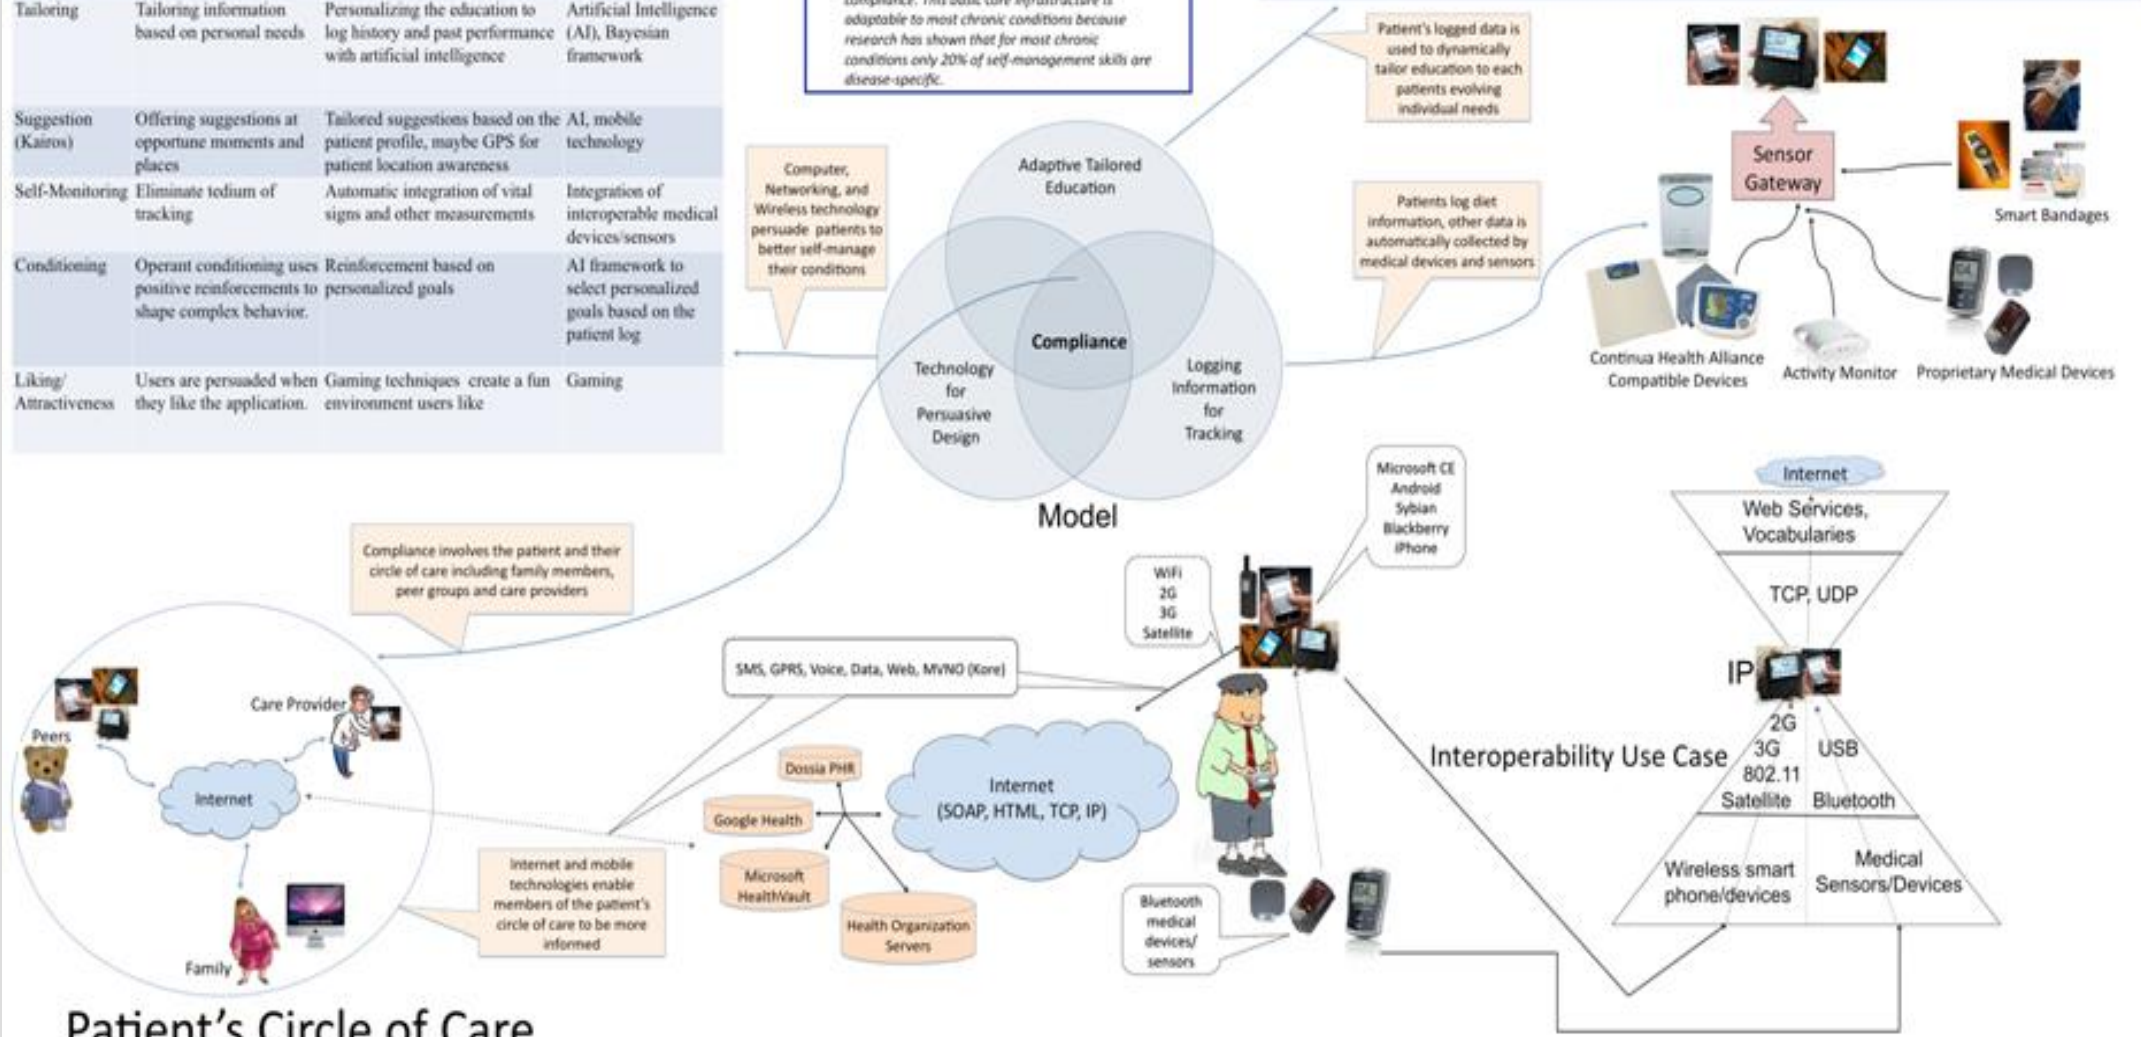 Tailoring
Tailoring information
based on personal needs
Personalizing the education to
log history and past performance
with artificial intelligence
Artificial Intelligence
(AI), Bayesian
framework
Suggestion
(Kairos)
Offering suggestions at
opportune moments and
places
Tailored suggestions based on the
patient profile, maybe GPS for
patient location awareness
AI, mobile
technology
Self-Monitoring
Eliminate tedium of
tracking
Automatic integration of vital
signs and other measurements
Integration of
interoperable medical
devices/sensors
Conditioning
Operant conditioning uses
positive reinforcements to
shape complex behavior.
Reinforcement based on
personalized goals
AI framework to
select personalized
goals based on the
patient log
Liking/
Attractiveness
Users are persuaded when
they like the application.
Gaming techniques create a fun
environment users like
Gaming
compliance. This basic core infrastructure is
adaptable to most chronic conditions because
research has shown that for most chronic
conditions only 20% of self-management skills are
disease-specific.
Computer,
Networking, and
Wireless technology
persuade patients to
better self-manage
their conditions
Adaptive Tailored
Education
Compliance
Technology
for
Persuasive
Design
Logging
Information
for
Tracking
Model
Patient's logged data is
used to dynamically
tailor education to each
patients evolving
individual needs
Patients log diet
information, other data is
automatically collected by
medical devices and sensors
Sensor
Gateway
Smart Bandages
Continua Health Alliance
Compatible Devices
Activity Monitor
Proprietary Medical Devices
Compliance involves the patient and their
circle of care including family members,
peer groups and care providers
Peers
Care Provider
Internet
Family
Patient's Circle of Care
Internet and mobile
technologies enable
members of the patient's
circle of care to be more
informed
SMS, GPRS, Voice, Data, Web, MVNO (Kore)
Dossia PHR
Google Health
Microsoft
HealthVault
Health Organization
Servers
Internet
(SOAP, HTML, TCP, IP)
WiFi
2G
3G
Satellite
Microsoft CE
Android
Sybian
Blackberry
iPhone
Bluetooth
medical
devices/
sensors
Interoperability Use Case
Internet
Web Services,
Vocabularies
TCP, UDP
IP
2G
3G
802.11
Satellite
USB
Bluetooth
Wireless smart
phone/devices
Medical
Sensors/Devices